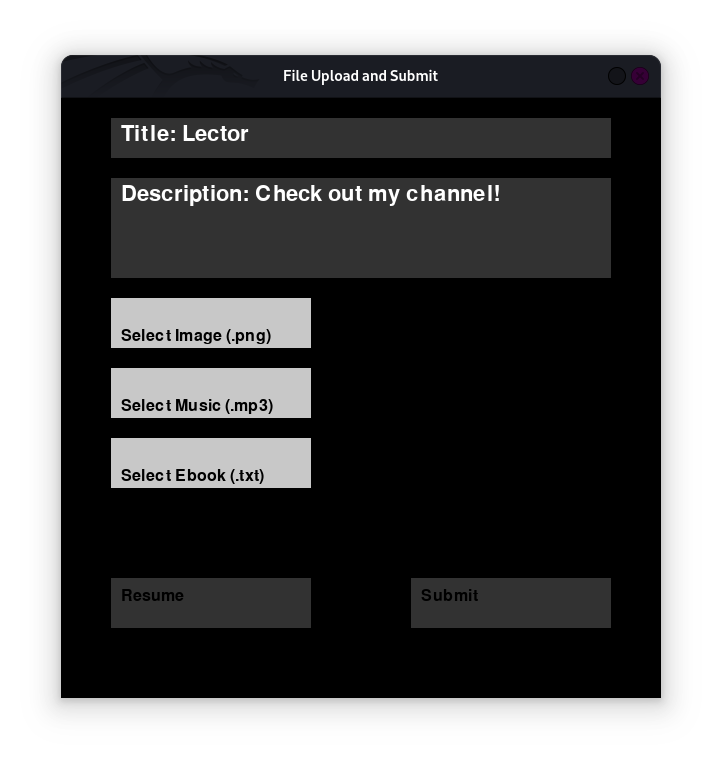 File Upload and Submit
Title: Lector
Description: Check out my channel!
Select Image (.png)
Select Music (.mp3)
Select Ebook (.txt)
Resume
Submit